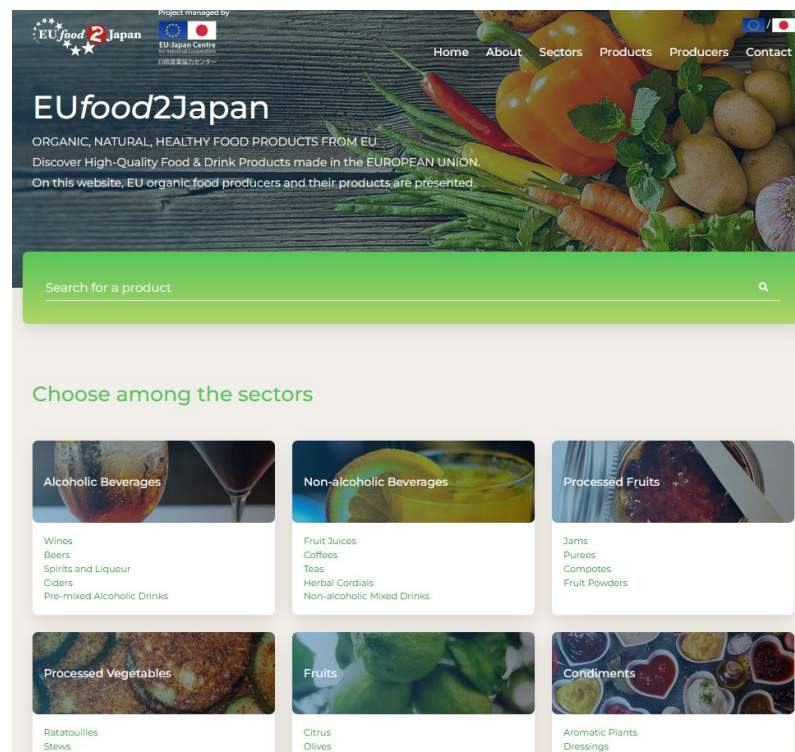 Project managed by
EUfood2Japan
EU-Japan Centre
for Industrial Cooperation
日欧産業協力センター
/
Home About Sectors Products Producers Contact
EUfood2Japan
ORGANIC, NATURAL, HEALTHY FOOD PRODUCTS FROM EU.
Discover High-Quality Food & Drink Products made in the EUROPEAN UNION.
On this website, EU organic food producers and their products are presented.
Search for a product
Choose among the sectors
Alcoholic Beverages
Wines
Beers
Spirits and Liqueur
Ciders
Pre-mixed Alcoholic Drinks
Non-alcoholic Beverages
Fruit Juices
Coffees
Teas
Herbal Cordials
Non-alcoholic Mixed Drinks
Processed Fruits
Jams
Purees
Compotes
Fruit Powders
Processed Vegetables
Ratatouilles
Stews
Fruits
Citrus
Olives
Condiments
Aromatic Plants
Dressings